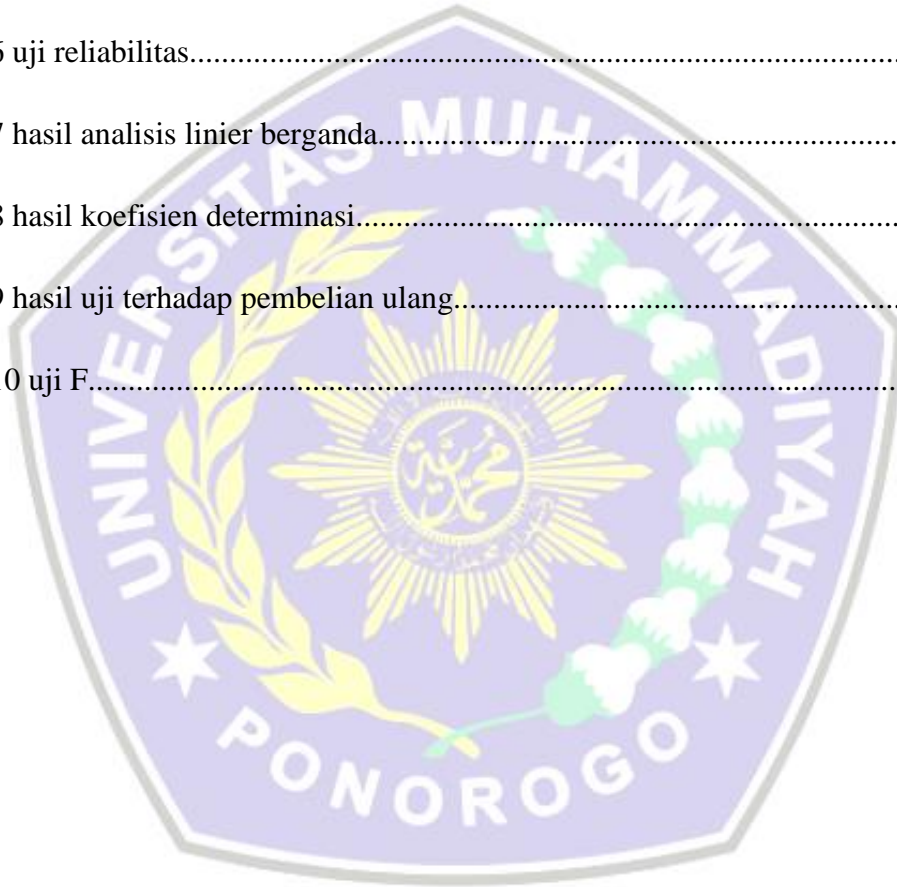 6 uji reliabilitas
7 hasil analisis linier berganda
8 hasil koefisien determinasi
9 hasil uji terhadap pembelian ulang
10 uji F
UNIVERSITAS MUHAMMADIYAH
PONOROGO